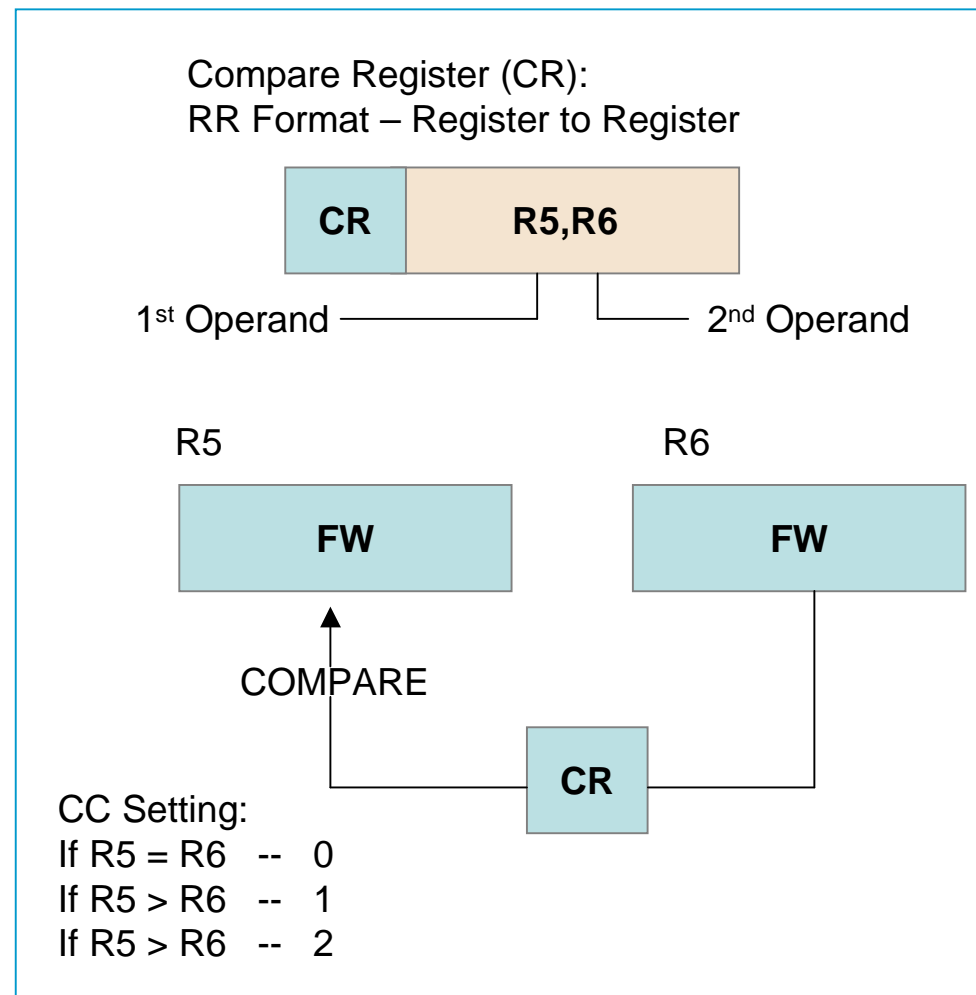 Compare Register (CR):
RR Format – Register to Register
CR R5,R6
1st Operand 2nd Operand
R5 R6
FW FW
COMPARE
CR
CC Setting:
If R5 = R6 -- 0
If R5 > R6 -- 1
If R5 > R6 -- 2